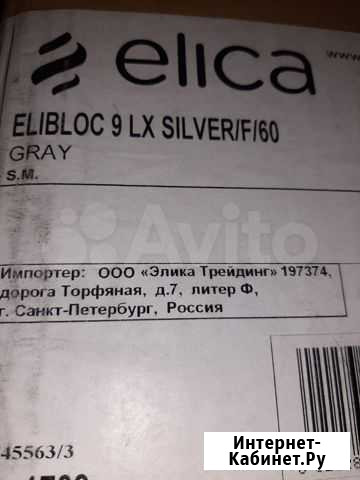 elica
www.
ELIBLOC 9 LX SILVER/F/60
GRAY
S.M.
Avito
Импортер: ООО «Элика Трейдинг» 197374,
дорога Торфяная, д.7, литер Ф,
г. Санкт-Петербург, Россия
45563/3
Интернет-
Кабинет.Ру